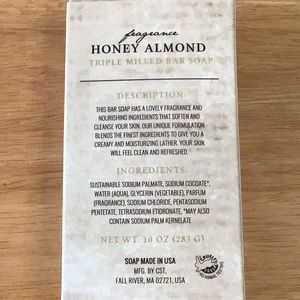 fragrance
HONEY ALMOND
TRIPLE MILLED BAR SOAP
DESCRIPTION:
THIS BAR SOAP HAS A LOVELY FRAGRANCE AND
NOURISHING INGREDIENTS THAT SOFTEN AND
CLEANSE YOUR SKIN. OUR UNIQUE FORMULATION
BLENDS THE FINEST INGREDIENTS TO GIVE YOU A
CREAMY AND MOISTURIZING LATHER. YOUR SKIN
WILL FEEL CLEAN AND REFRESHED.
INGREDIENTS:
SUSTAINABLE SODIUM PALMATE, SODIUM COCOATE*,
WATER (AQUA), GLYCERIN (VEGETABLE), PARFUM
(FRAGRANCE), SODIUM CHLORIDE, PENTASODIUM
PENTETATE, TETRASODIUM ETIDRONATE, *MAY ALSO
CONTAIN SODIUM PALM KERNELATE
NET WT. 10 OZ (283 G)
SOAP MADE IN USA
MFG. BY CST.
FALL RIVER, MA 02721, USA